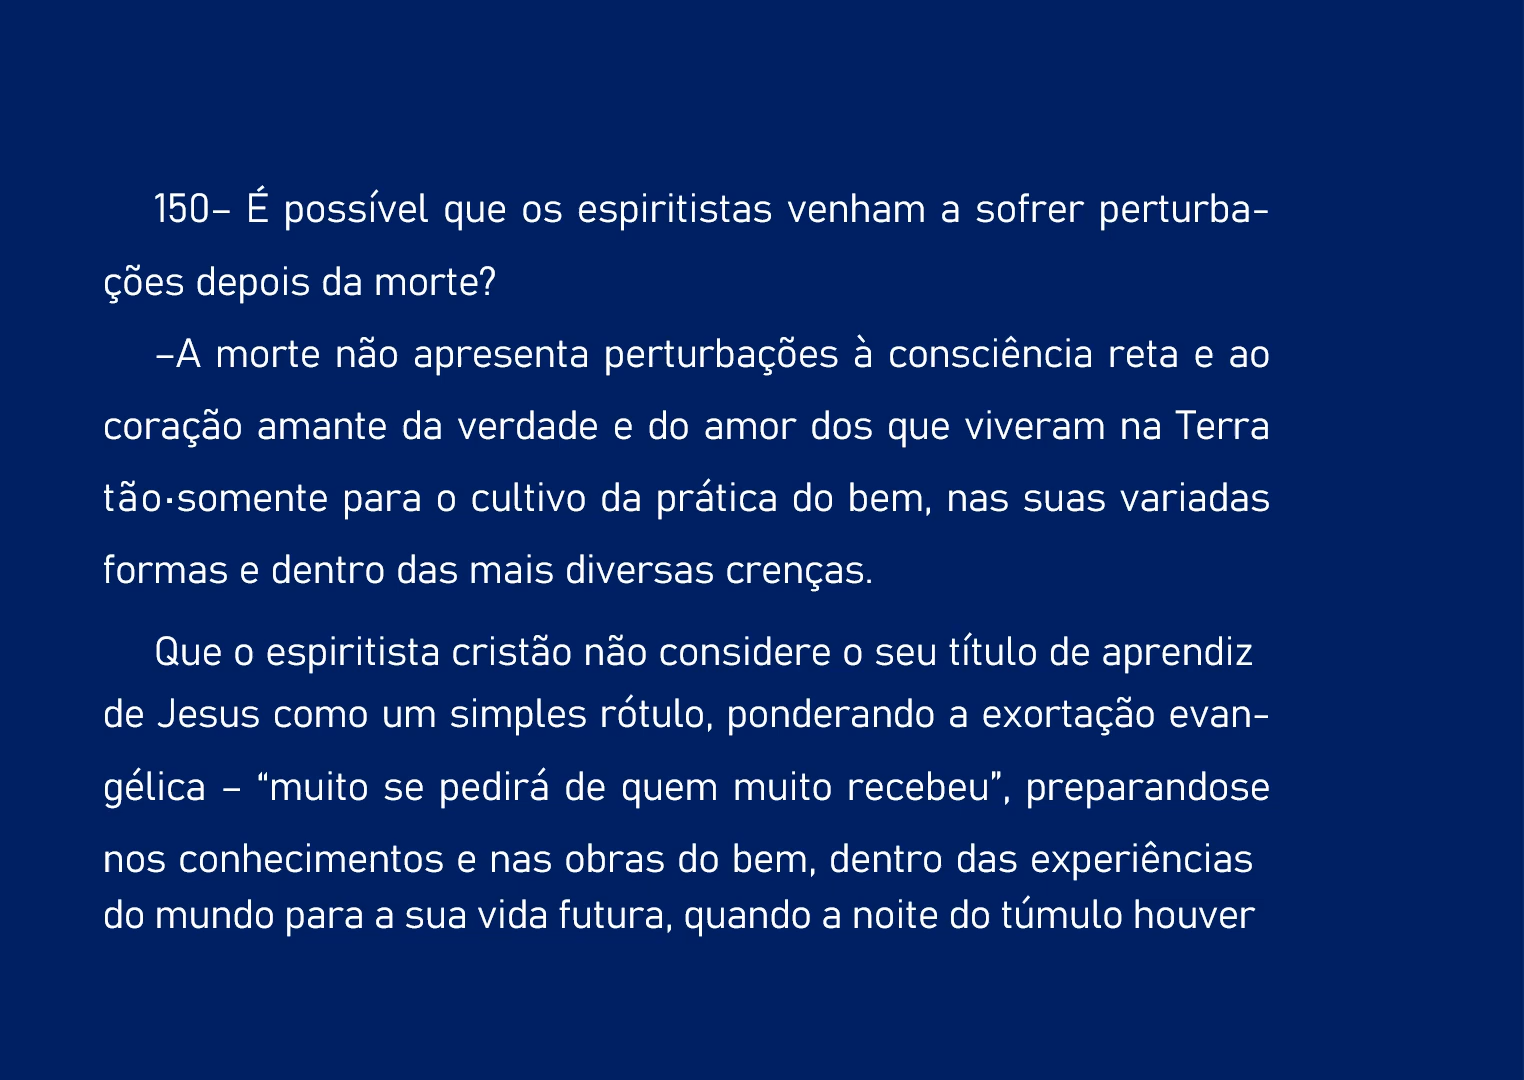 150– É possível que os espiritistas venham a sofrer perturba-
ções depois da morte?
–A morte não apresenta perturbações à consciência reta e ao
coração amante da verdade e do amor dos que viveram na Terra
tão·somente para o cultivo da prática do bem, nas suas variadas
formas e dentro das mais diversas crenças.
Que o espiritista cristão não considere o seu título de aprendiz
de Jesus como um simples rótulo, ponderando a exortação evan-
gélica – “muito se pedirá de quem muito recebeu”, preparandose
nos conhecimentos e nas obras do bem, dentro das experiências
do mundo para a sua vida futura, quando a noite do túmulo houver